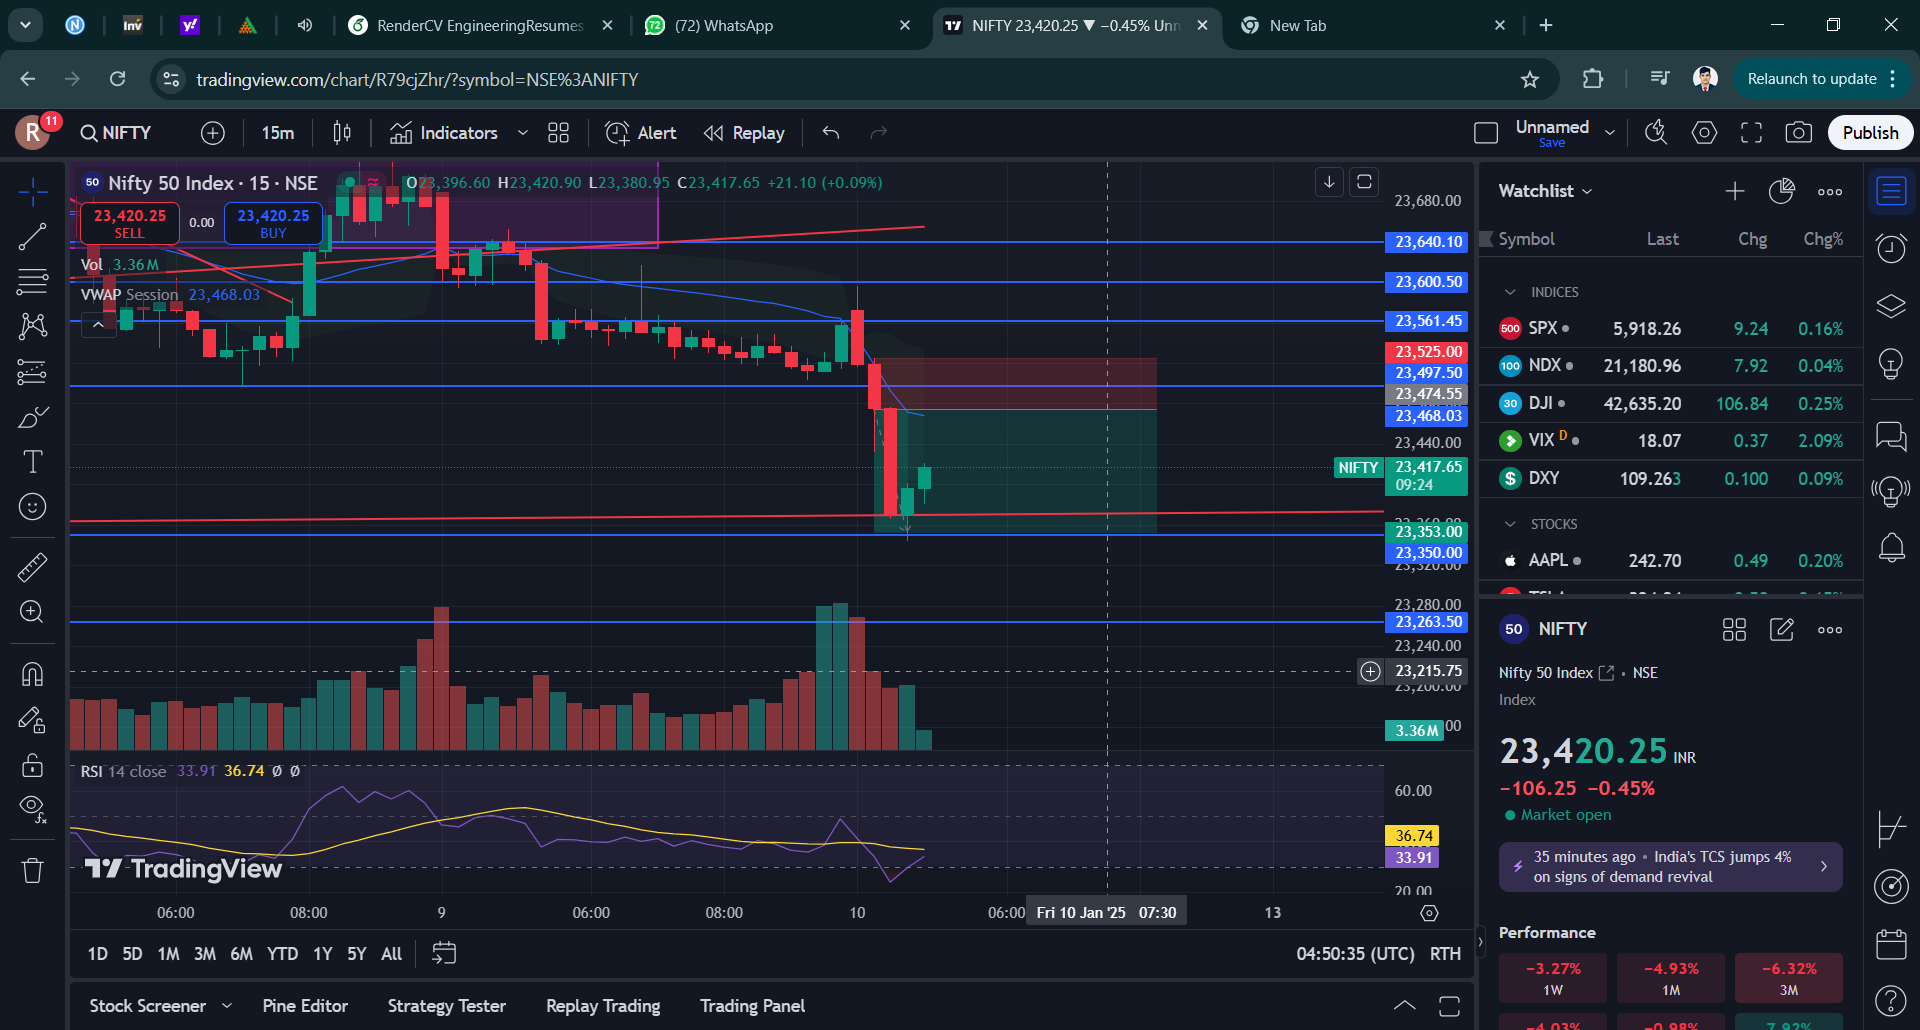 RenderCV EngineeringResumes
(72) WhatsApp
NIFTY 23,420.25 ▼ −0.45% Unn
New Tab
tradingview.com/chart/R79cjZhr/?symbol=NSE%3ANIFTY
Relaunch to update
R 11
NIFTY
15m
Indicators
Alert
Replay
Unnamed
Save
Publish
50 Nifty 50 Index · 15 · NSE
O23,396.60 H23,420.90 L23,380.95 C23,417.65 +21.10 (+0.09%)
23,420.25
SELL
0.00
23,420.25
BUY
Vol 3.36 M
VWAP Session 23,468.03
23,680.00
23,640.10
23,600.50
23,561.45
23,525.00
23,497.50
23,474.55
23,468.03
23,440.00
NIFTY 23,417.65
09:24
23,353.00
23,350.00
23,320.00
23,280.00
23,263.50
23,240.00
23,215.75
23,200.00
3.36 M
RSI 14 close 33.91 36.74 Ø Ø
60.00
36.74
33.91
20.00
TradingView
06:00 08:00 9 06:00 08:00 10 06:00 Fri 10 Jan '25 07:30 13
1D 5D 1M 3M 6M YTD 1Y 5Y All
04:50:35 (UTC) RTH
Stock Screener Pine Editor Strategy Tester Replay Trading Trading Panel
Watchlist
Symbol Last Chg Chg%
INDICES
500 SPX 5,918.26 9.24 0.16%
100 NDX 21,180.96 7.92 0.04%
30 DJI 42,635.20 106.84 0.25%
VIX D 18.07 0.37 2.09%
$ DXY 109.263 0.100 0.09%
STOCKS
AAPL 242.70 0.49 0.20%
50 NIFTY
Nifty 50 Index · NSE
Index
23,420.25 INR
−106.25 −0.45%
Market open
35 minutes ago · India's TCS jumps 4%
on signs of demand revival
Performance
−3.27%
1W
−4.93%
1M
−6.32%
3M